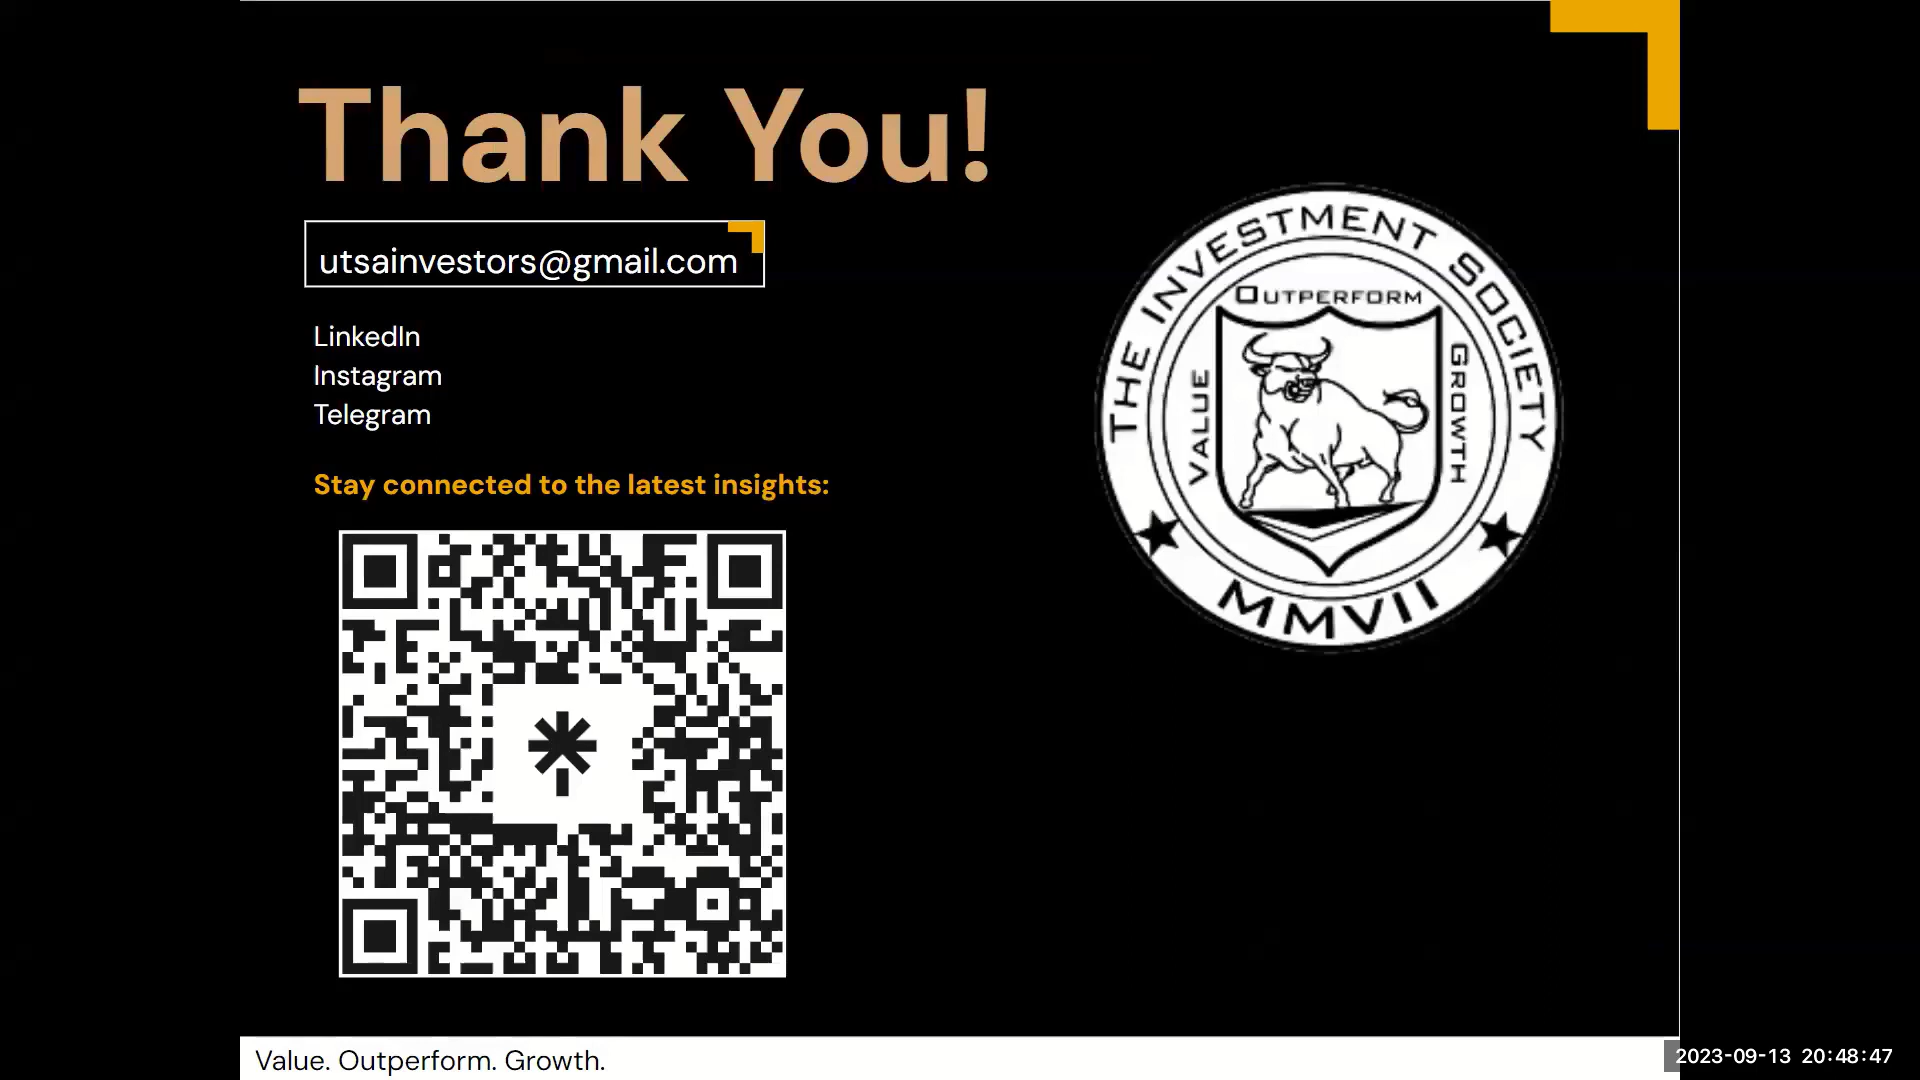 Thank You!
utsainvestors@gmail.com
LinkedIn
Instagram
Telegram
Stay connected to the latest insights:
THE INVESTMENT SOCIETY
OUTPERFORM
VALUE
GROWTH
MMVII
Value. Outperform. Growth.
2023-09-13 20:48:47